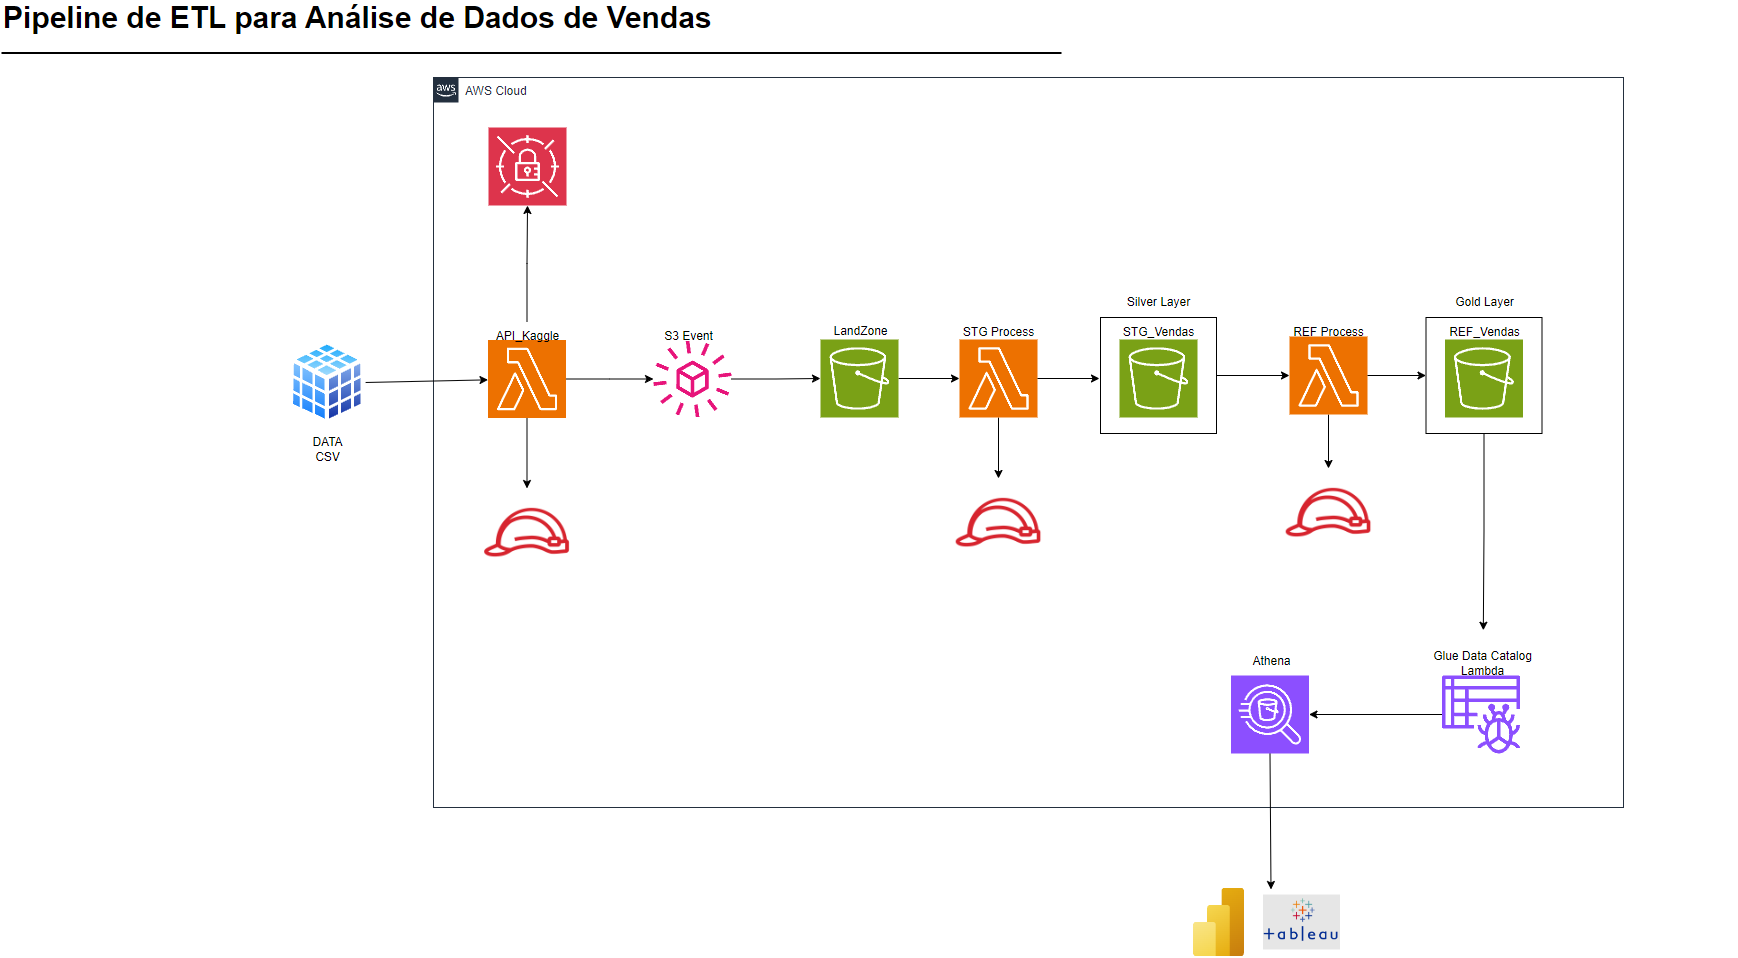 Pipeline de ETL para Análise de Dados de Vendas
aws
AWS Cloud
Silver Layer
Gold Layer
API_Kaggle
S3 Event
LandZone
STG Process
STG_Vendas
REF Process
REF_Vendas
DATA
CSV
Athena
Glue Data Catalog
Lambda
+ableau